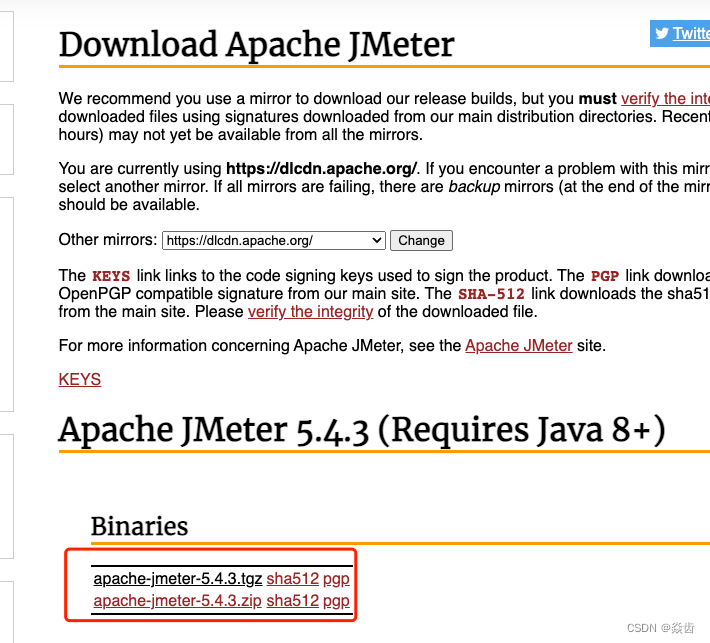 Download Apache JMeter
Twitte
We recommend you use a mirror to download our release builds, but you must verify the inte
downloaded files using signatures downloaded from our main distribution directories. Recent
hours) may not yet be available from all the mirrors.
You are currently using https://dlcdn.apache.org/. If you encounter a problem with this mirr
select another mirror. If all mirrors are failing, there are backup mirrors (at the end of the mirr
should be available.
Other mirrors: https://dlcdn.apache.org/ Change
The KEYS link links to the code signing keys used to sign the product. The PGP link downloa
OpenPGP compatible signature from our main site. The SHA-512 link downloads the sha51
from the main site. Please verify the integrity of the downloaded file.
For more information concerning Apache JMeter, see the Apache JMeter site.
KEYS
Apache JMeter 5.4.3 (Requires Java 8+)
Binaries
apache-jmeter-5.4.3.tgz sha512 pgp
apache-jmeter-5.4.3.zip sha512 pgp
CSDN @焱齿